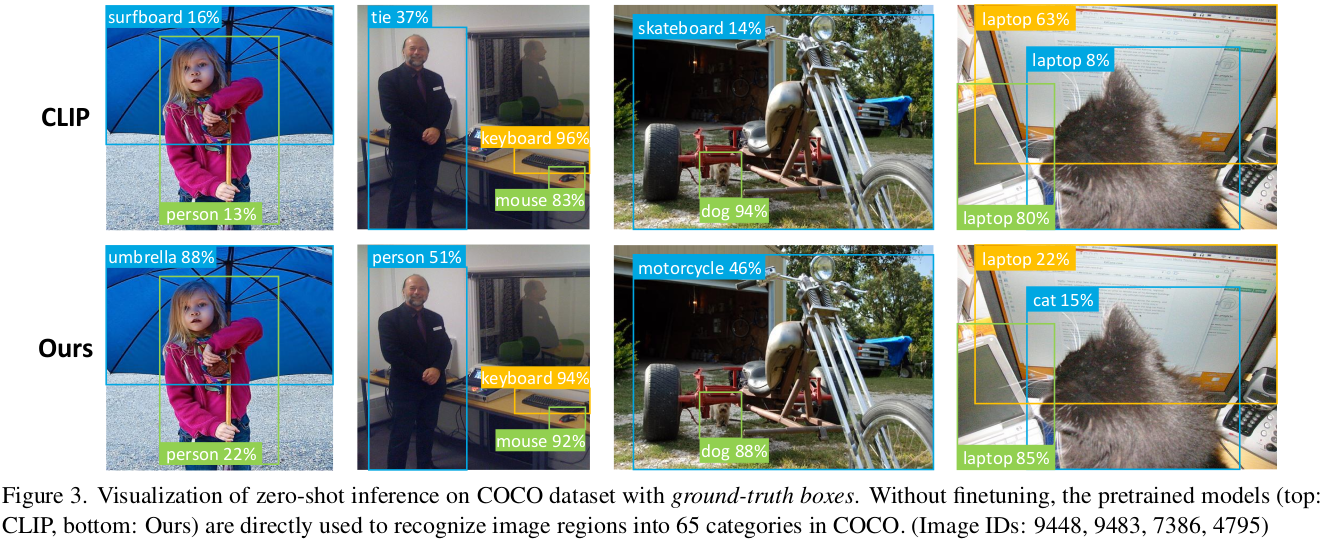 surfboard 16%
tie 37%
skateboard 14%
laptop 63%
laptop 8%
CLIP
keyboard 96%
mouse 83%
person 13%
dog 94%
laptop 80%
umbrella 88%
person 51%
motorcycle 46%
laptop 22%
cat 15%
Ours
keyboard 94%
mouse 92%
person 22%
dog 88%
laptop 85%
Figure 3. Visualization of zero-shot inference on COCO dataset with ground-truth boxes. Without finetuning, the pretrained models (top:
CLIP, bottom: Ours) are directly used to recognize image regions into 65 categories in COCO. (Image IDs: 9448, 9483, 7386, 4795)